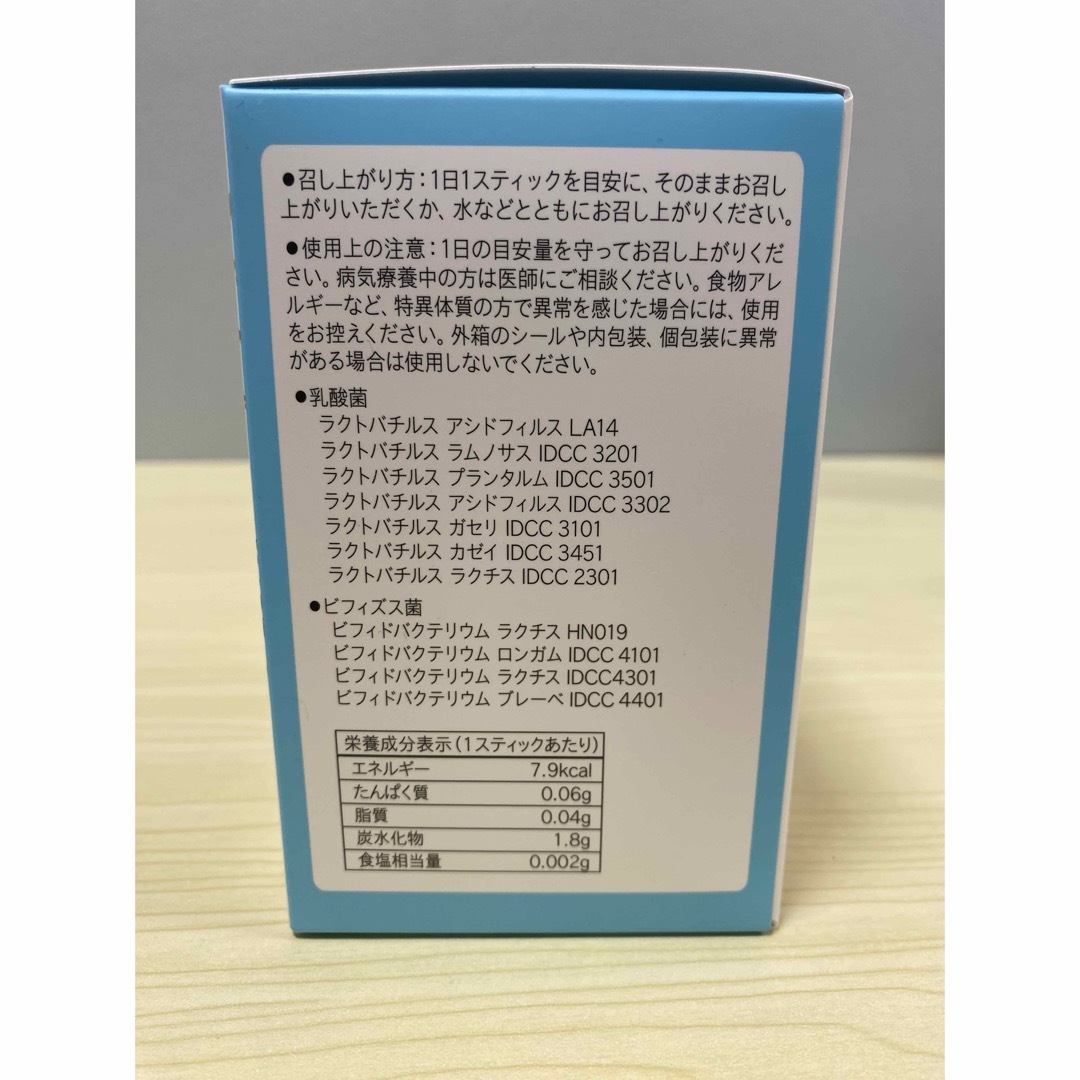 ●召し上がり方：1日1スティックを目安に、そのままお召し
上がりいただくか、水などとともにお召し上がりください。
●使用上の注意：1日の目安量を守ってお召し上がりくだ
さい。病気療養中の方は医師にご相談ください。食物アレ
ルギーなど、特異体質の方で異常を感じた場合には、使用
をお控えください。外箱のシールや内包装、個包装に異常
がある場合は使用しないでください。
●乳酸菌
ラクトバチルス アシドフィルス LA14
ラクトバチルス ラムノサス IDCC 3201
ラクトバチルス プランタルム IDCC 3501
ラクトバチルス アシドフィルス IDCC 3302
ラクトバチルス ガセリ IDCC 3101
ラクトバチルス カゼイ IDCC 3451
ラクトバチルス ラクチス IDCC 2301
●ビフィズス菌
ビフィドバクテリウム ラクチス HN019
ビフィドバクテリウム ロンガム IDCC 4101
ビフィドバクテリウム ラクチス IDCC4301
ビフィドバクテリウム ブレーベ IDCC 4401
栄養成分表示（1スティックあたり）
エネルギー 7.9kcal
たんぱく質 0.06g
脂質 0.04g
炭水化物 1.8g
食塩相当量 0.002g